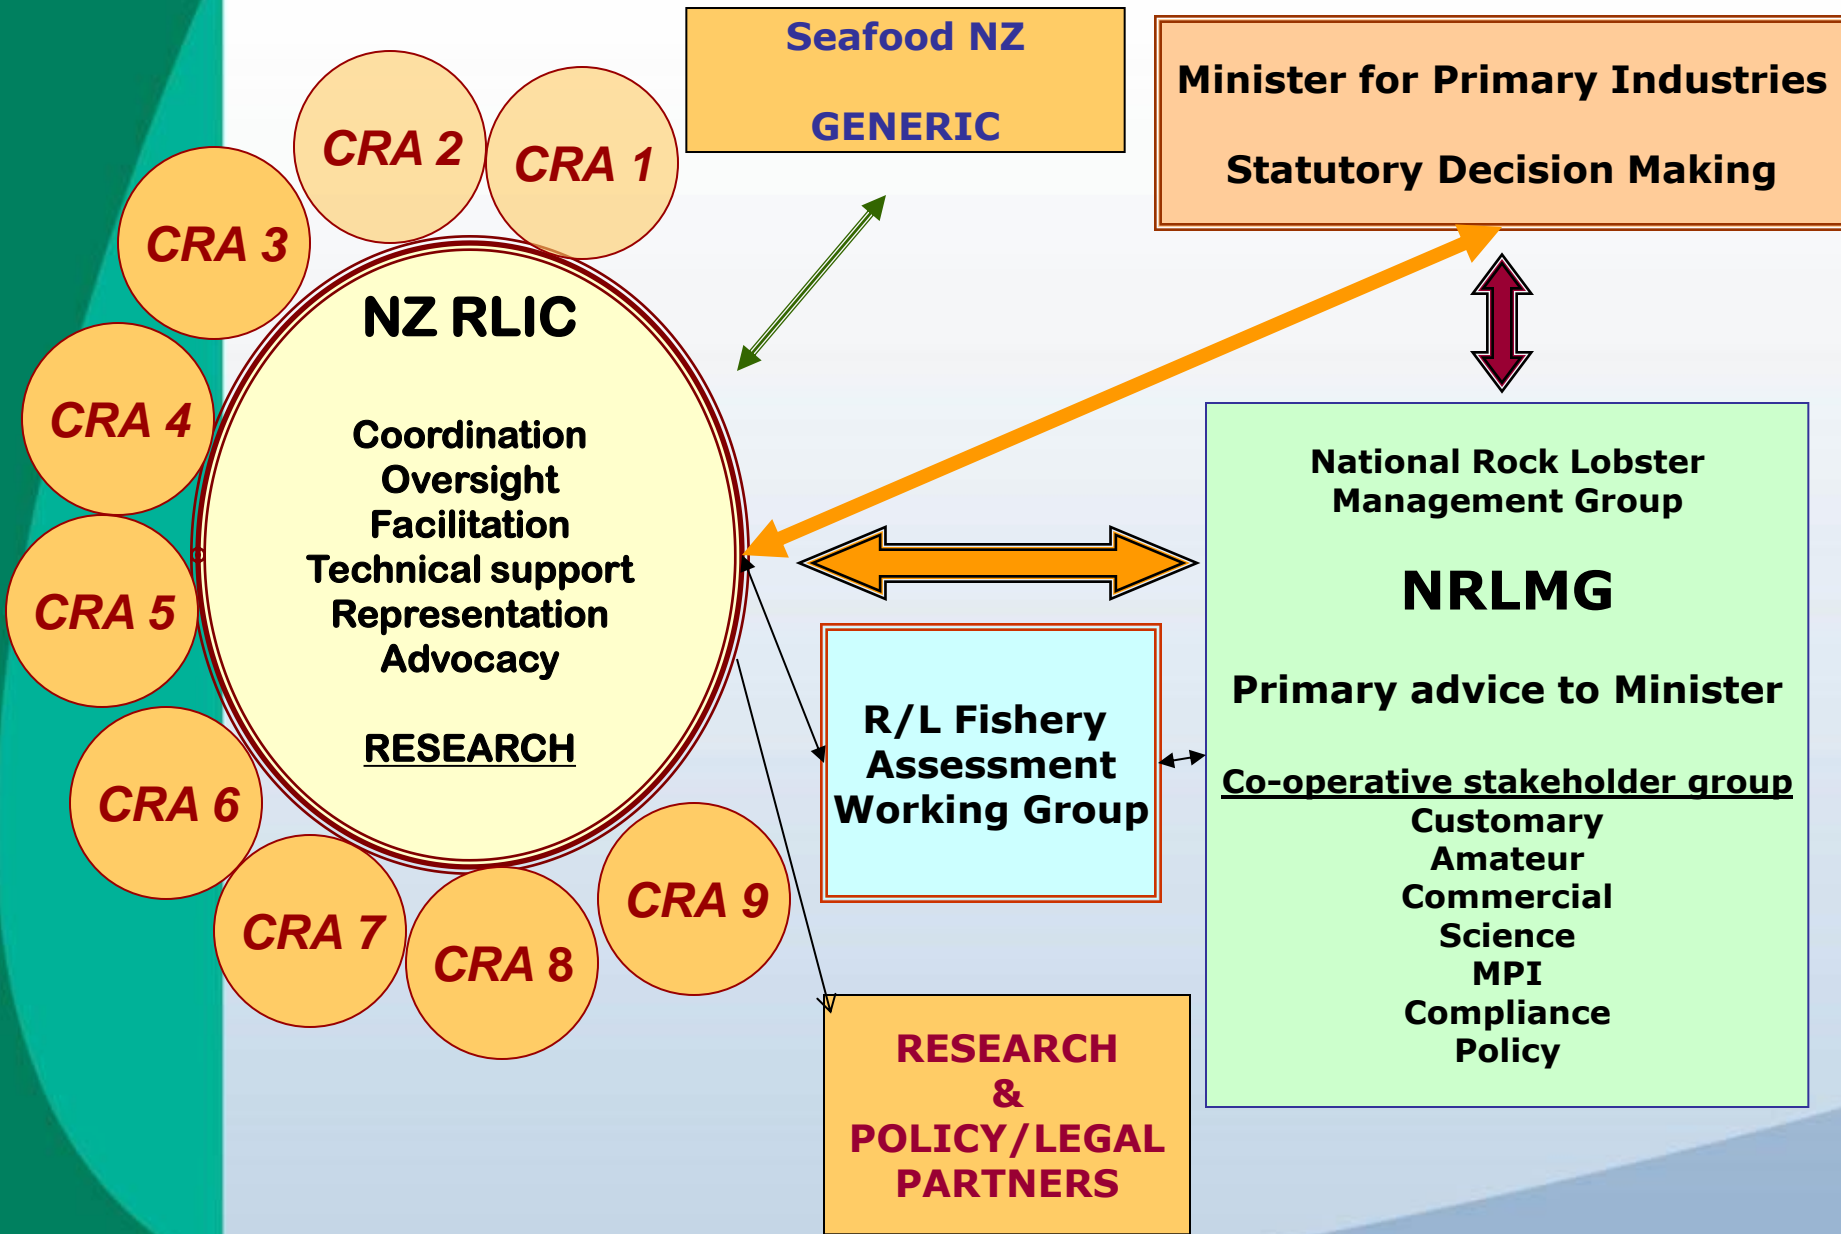 Seafood NZ
GENERIC
Minister for Primary Industries
Statutory Decision Making
CRA 1
CRA 2
CRA 3
CRA 4
CRA 5
CRA 6
CRA 7
CRA 8
CRA 9
NZ RLIC
Coordination
Oversight
Facilitation
Technical support
Representation
Advocacy
RESEARCH
National Rock Lobster
Management Group
NRLMG
Primary advice to Minister
Co-operative stakeholder group
Customary
Amateur
Commercial
Science
MPI
Compliance
Policy
R/L Fishery
Assessment
Working Group
RESEARCH
&
POLICY/LEGAL
PARTNERS